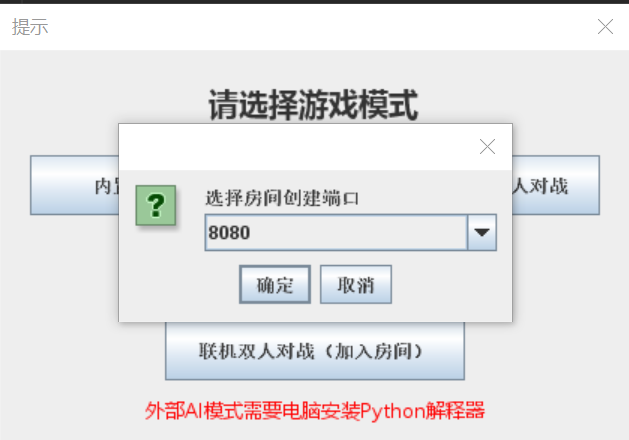 提示
请选择游戏模式
内
人对战
选择房间创建端口
8080
确定
取消
联机双人对战（加入房间）
外部AI模式需要电脑安装Python解释器